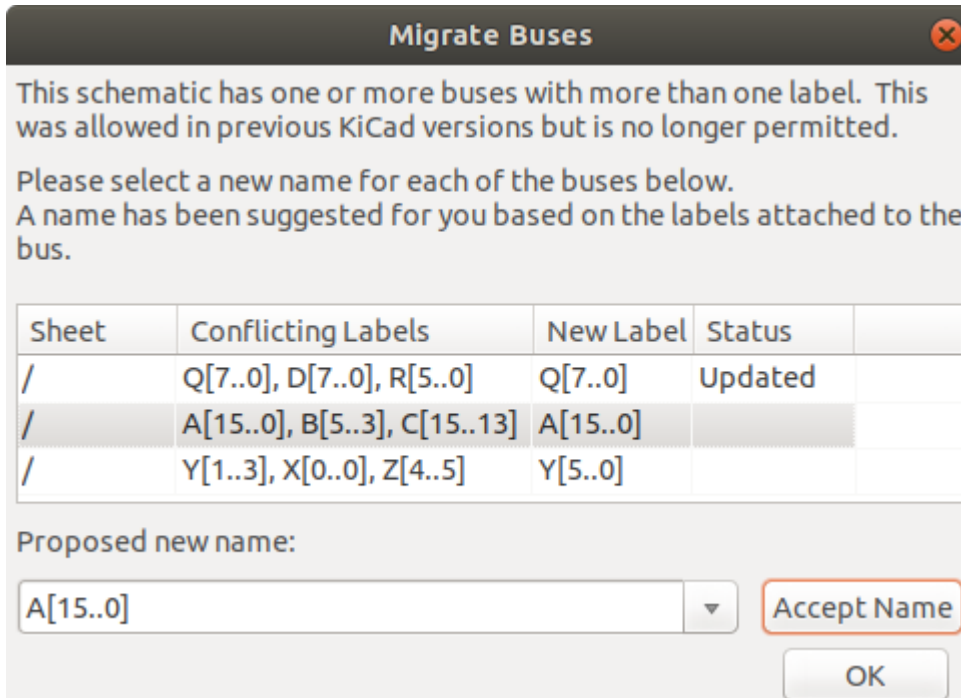 Migrate Buses
This schematic has one or more buses with more than one label.  This
was allowed in previous KiCad versions but is no longer permitted.
Please select a new name for each of the buses below.
A name has been suggested for you based on the labels attached to the
bus.
Sheet Conflicting Labels New Label Status
/ Q[7..0], D[7..0], R[5..0] Q[7..0] Updated
/ A[15..0], B[5..3], C[15..13] A[15..0]
/ Y[1..3], X[0..0], Z[4..5] Y[5..0]
Proposed new name:
A[15..0] Accept Name
OK